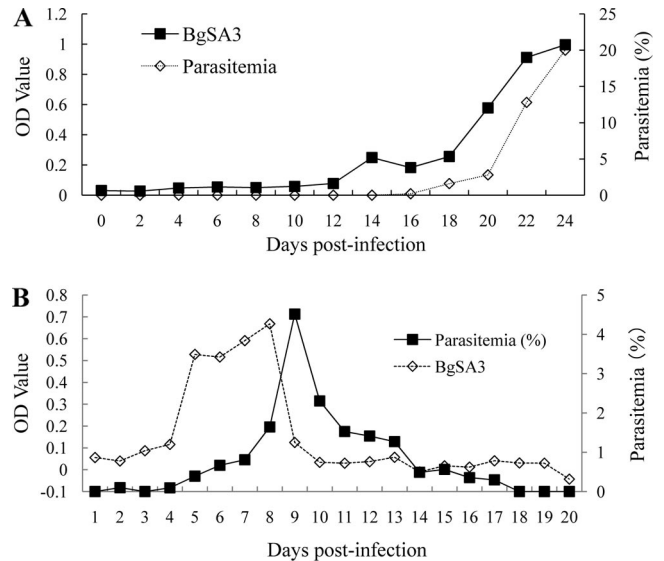 A
BgSA3
Parasitemia
OD Value
Parasitemia (%)
1.2
1
0.8
0.6
0.4
0.2
0
25
20
15
10
5
0
0 2 4 6 8 10 12 14 16 18 20 22 24
Days post-infection
B
Parasitemia (%)
BgSA3
OD Value
Parasitemia (%)
0.8
0.7
0.6
0.5
0.4
0.3
0.2
0.1
0
-0.1
5
4
3
2
1
0
1 2 3 4 5 6 7 8 9 10 11 12 13 14 15 16 17 18 19 20
Days post-infection